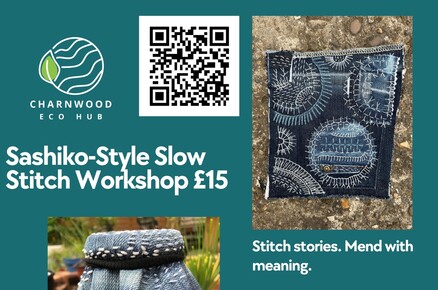 CHARNWOOD
ECO HUB
Sashiko-Style Slow
Stitch Workshop £15
Stitch stories. Mend with
meaning.